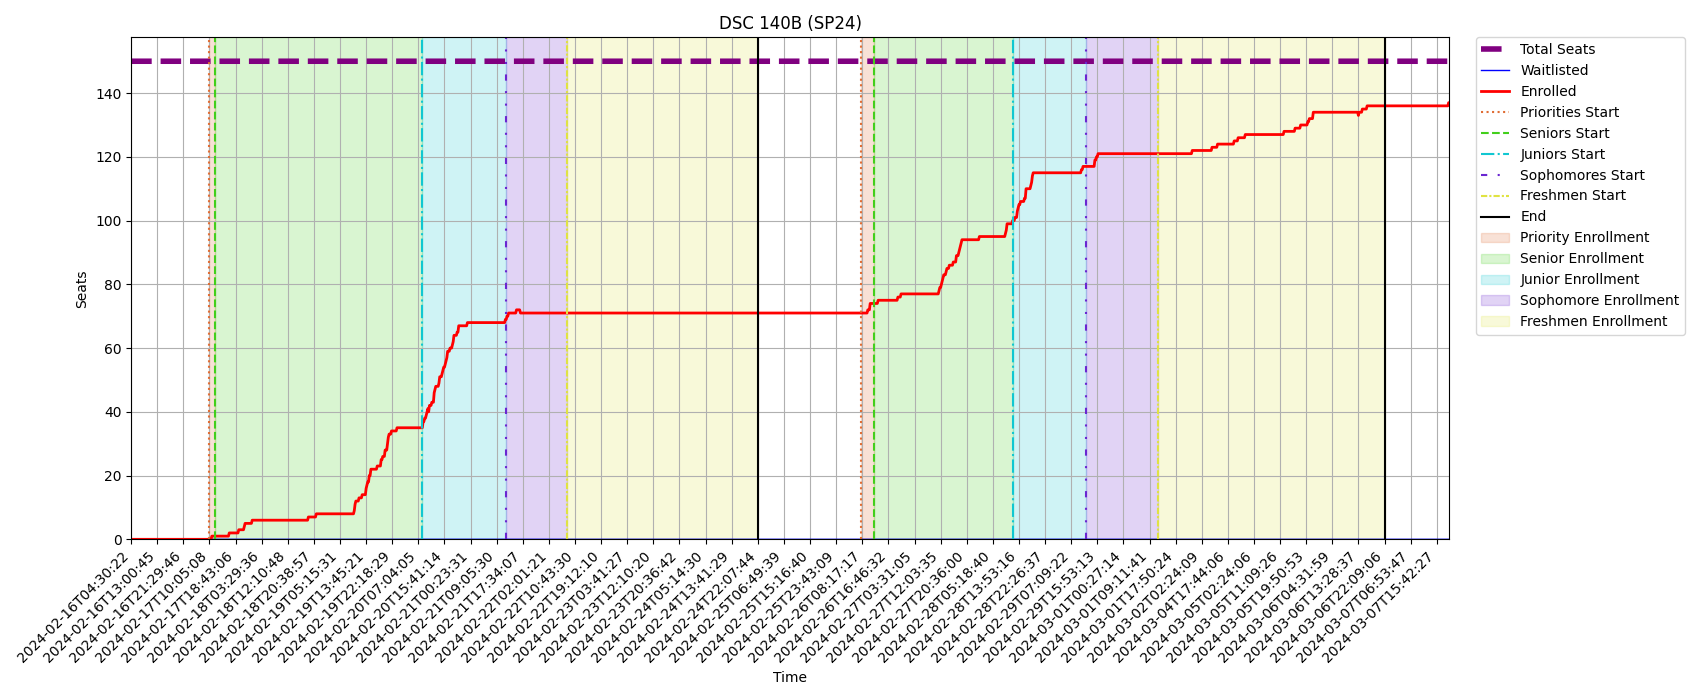 DSC 140B (SP24)
Seats
140
120
100
80
60
40
20
0
2024-02-16T04:30:22
2024-02-16T13:00:45
2024-02-16T21:29:46
2024-02-17T10:05:08
2024-02-17T18:43:06
2024-02-18T03:29:36
2024-02-18T12:10:48
2024-02-18T20:38:57
2024-02-19T05:15:31
2024-02-19T13:45:21
2024-02-19T22:18:29
2024-02-20T07:04:05
2024-02-20T15:41:14
2024-02-21T00:23:31
2024-02-21T09:05:30
2024-02-21T17:34:07
2024-02-22T02:01:21
2024-02-22T10:43:30
2024-02-22T19:12:10
2024-02-23T03:41:27
2024-02-23T12:10:20
2024-02-23T20:36:42
2024-02-24T05:14:30
2024-02-24T13:41:29
2024-02-24T22:07:44
2024-02-25T06:49:39
2024-02-25T15:16:40
2024-02-25T23:43:09
2024-02-26T08:17:17
2024-02-26T16:46:32
2024-02-27T03:31:05
2024-02-27T12:03:35
2024-02-27T20:36:00
2024-02-28T05:18:40
2024-02-28T13:53:16
2024-02-28T22:26:37
2024-02-29T07:09:22
2024-02-29T15:53:13
2024-03-01T00:27:14
2024-03-01T09:11:41
2024-03-01T17:50:24
2024-03-02T02:24:09
2024-03-04T17:44:06
2024-03-05T02:24:06
2024-03-05T11:09:26
2024-03-05T19:50:53
2024-03-06T04:31:59
2024-03-06T13:28:37
2024-03-06T22:09:06
2024-03-07T06:53:47
2024-03-07T15:42:27
Time
Total Seats
Waitlisted
Enrolled
Priorities Start
Seniors Start
Juniors Start
Sophomores Start
Freshmen Start
End
Priority Enrollment
Senior Enrollment
Junior Enrollment
Sophomore Enrollment
Freshmen Enrollment